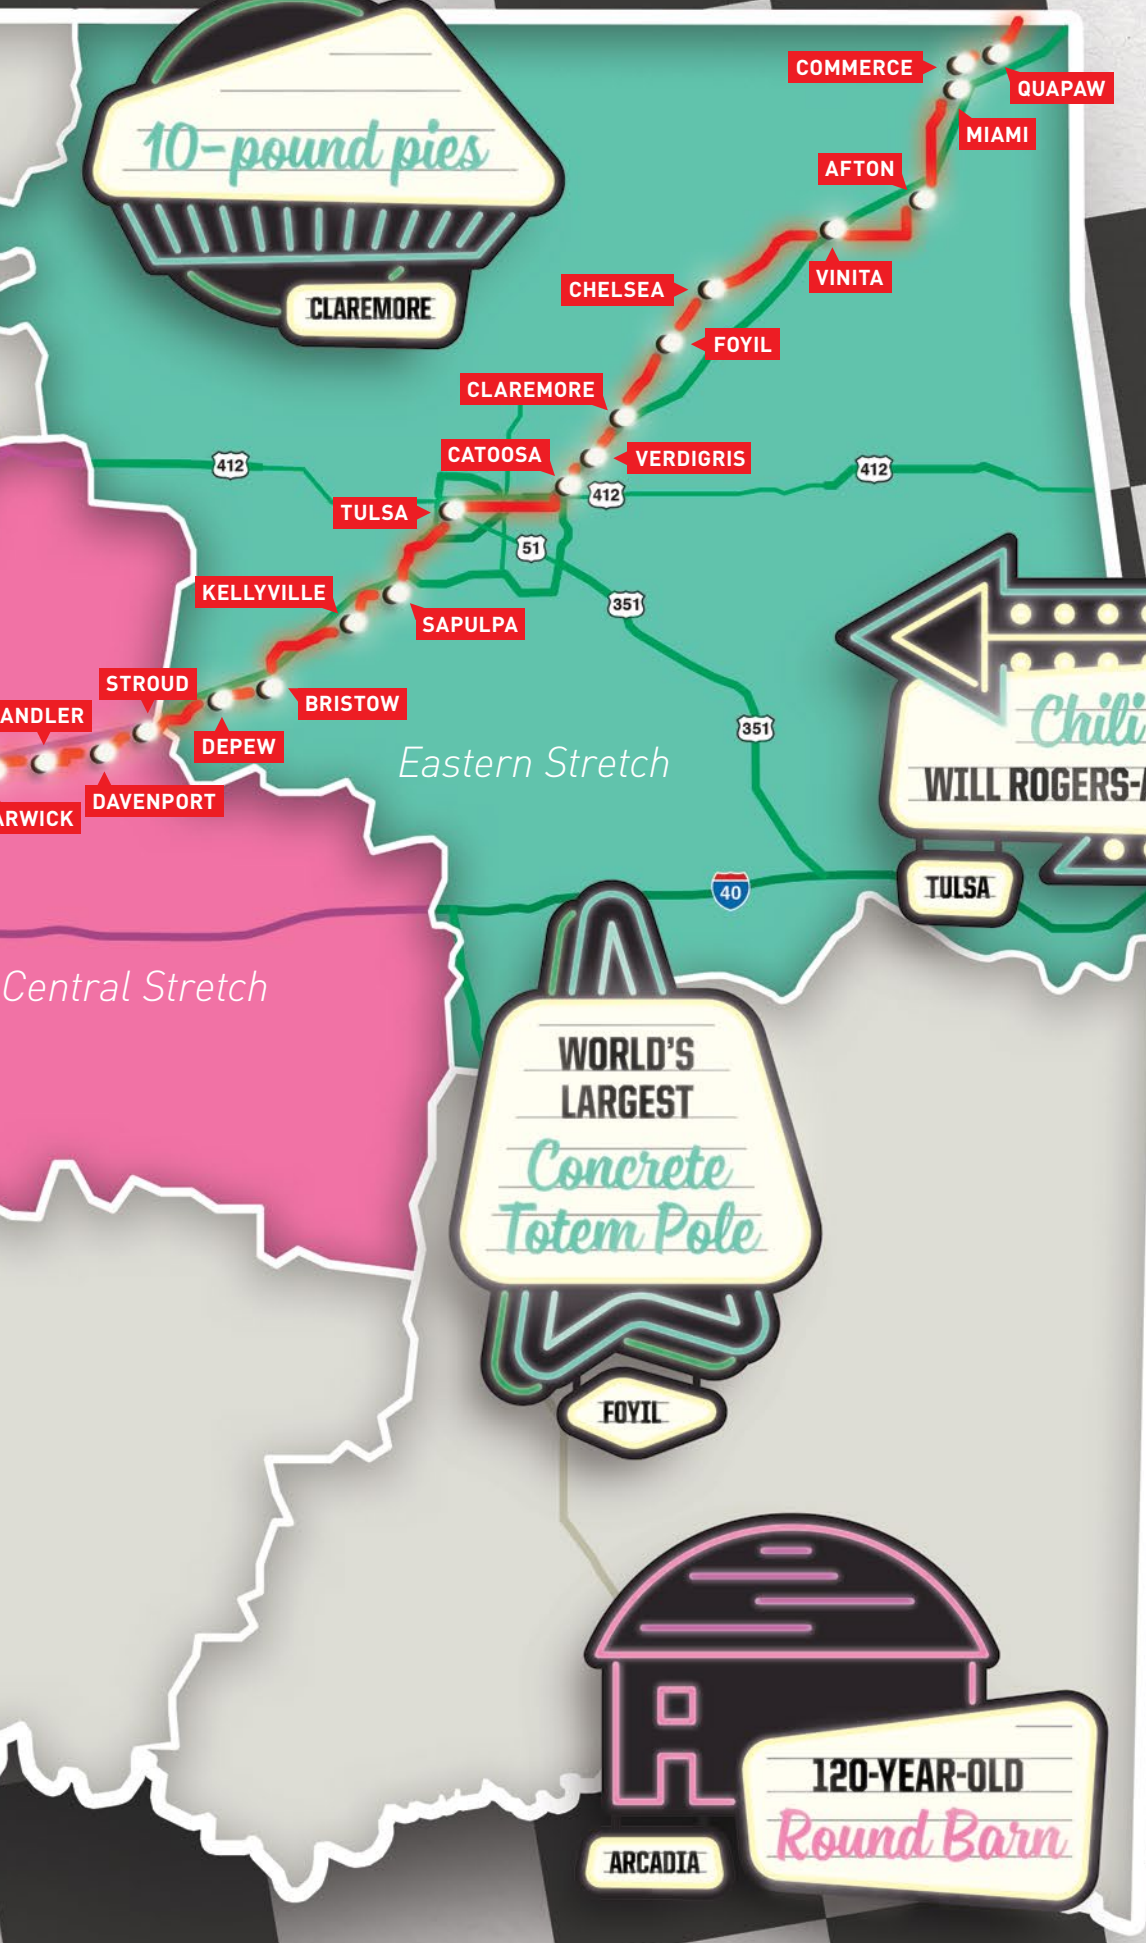 10-pound pies
CLAREMORE
COMMERCE
QUAPAW
MIAMI
AFTON
VINITA
CHELSEA
FOYIL
CLAREMORE
CATOOSA
VERDIGRIS
412
412
412
TULSA
51
KELLYVILLE
351
SAPULPA
STROUD
BRISTOW
ANDLER
DEPEW
351
Eastern Stretch
DAVENPORT
ARWICK
Chili
WILL ROGERS-
TULSA
40
Central Stretch
WORLD'S
LARGEST
Concrete
Totem Pole
FOYIL
120-YEAR-OLD
Round Barn
ARCADIA